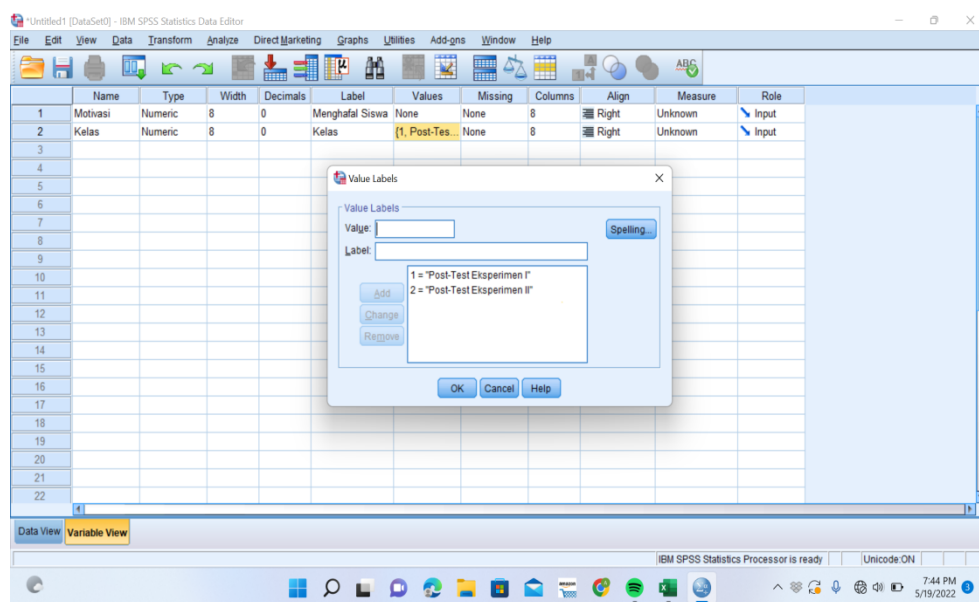 *Untitled1 [DataSet0] - IBM SPSS Statistics Data Editor
File Edit View Data Transform Analyze Direct Marketing Graphs Utilities Add-ons Window Help
Name Type Width Decimals Label Values Missing Columns Align Measure Role
1 Motivasi Numeric 8 0 Menghafal Siswa None None 8 Right Unknown Input
2 Kelas Numeric 8 0 Kelas {1, Post-Tes... None 8 Right Unknown Input
3
4
5
6
7
8
9
10
11
12
13
14
15
16
17
18
19
20
21
22
Value Labels
Value Labels
Value:
Spelling...
Label:
1 = "Post-Test Eksperimen I"
2 = "Post-Test Eksperimen II"
Add
Change
Remove
OK Cancel Help
Data View Variable View
IBM SPSS Statistics Processor is ready Unicode:ON
7:44 PM
5/19/2022
3